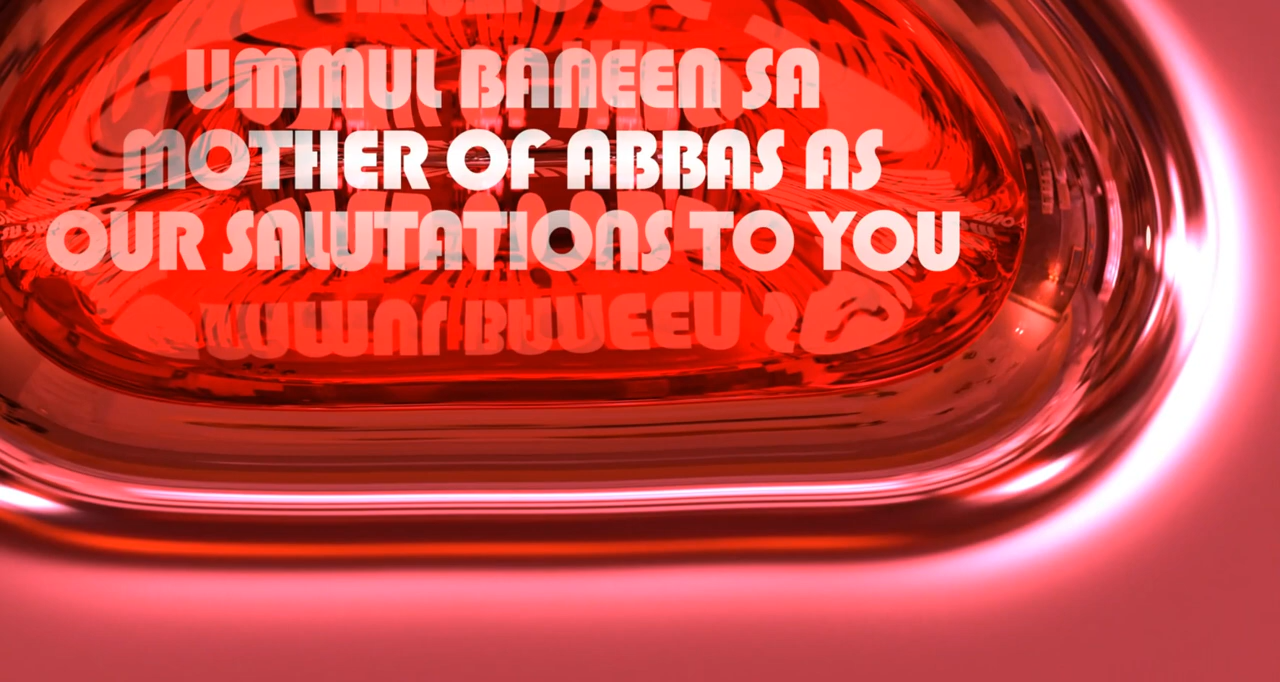 UMMUL BANEEN SA
MOTHER OF ABBAS AS
OUR SALUTATIONS TO YOU